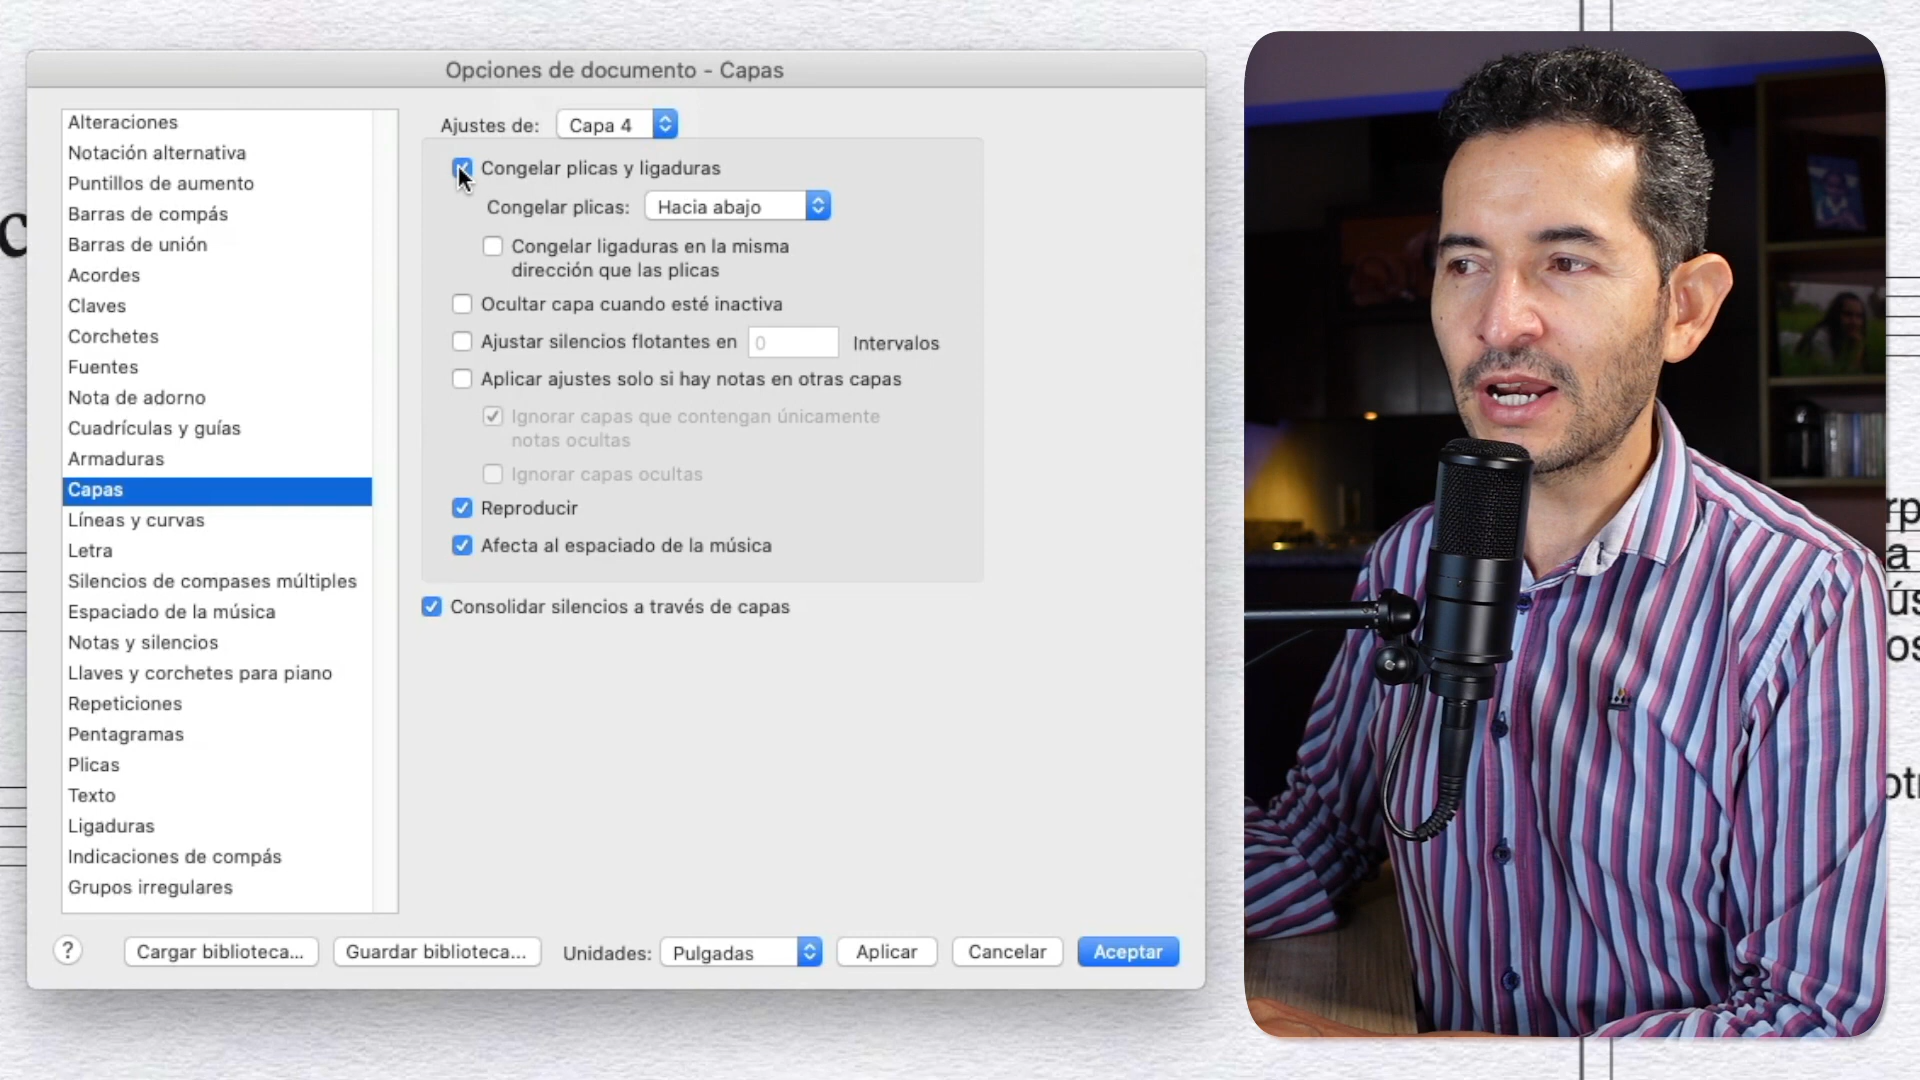 Opciones de documento - Capas
Alteraciones
Notación alternativa
Puntillos de aumento
Barras de compás
Barras de unión
Acordes
Claves
Corchetes
Fuentes
Nota de adorno
Cuadrículas y guías
Armaduras
Capas
Líneas y curvas
Letra
Silencios de compases múltiples
Espaciado de la música
Notas y silencios
Llaves y corchetes para piano
Repeticiones
Pentagramas
Plicas
Texto
Ligaduras
Indicaciones de compás
Grupos irregulares
Ajustes de: Capa 4
Congelar plicas y ligaduras
Congelar plicas: Hacia abajo
Congelar ligaduras en la misma
dirección que las plicas
Ocultar capa cuando esté inactiva
Ajustar silencios flotantes en 0 Intervalos
Aplicar ajustes solo si hay notas en otras capas
Ignorar capas que contengan únicamente
notas ocultas
Ignorar capas ocultas
Reproducir
Afecta al espaciado de la música
Consolidar silencios a través de capas
? Cargar biblioteca... Guardar biblioteca... Unidades: Pulgadas Aplicar Cancelar Aceptar